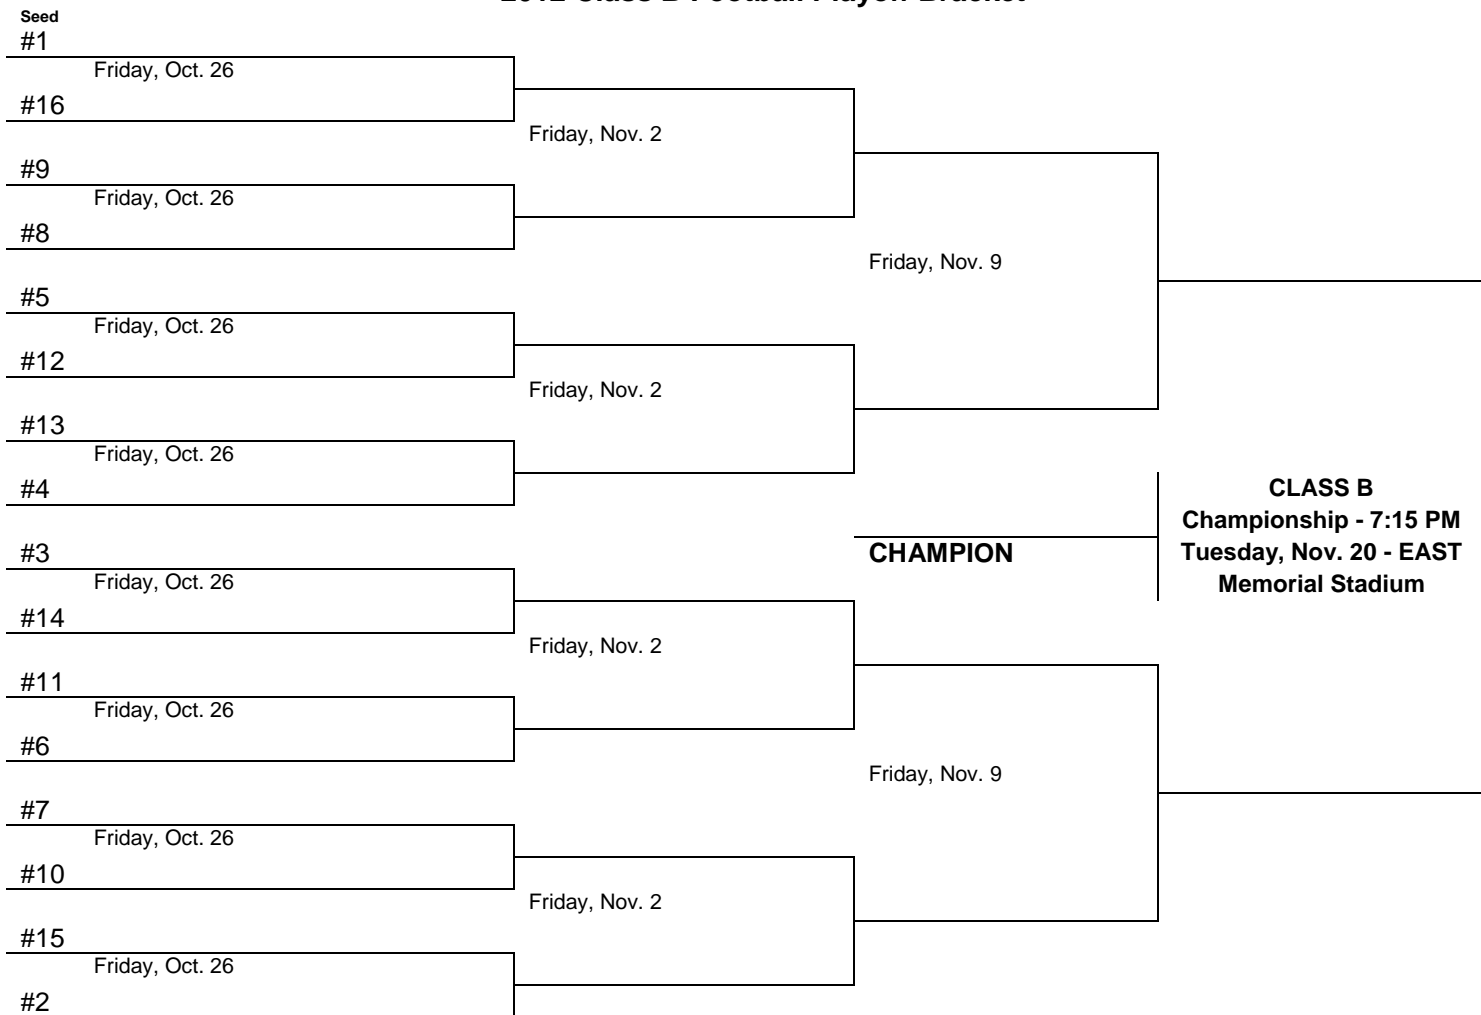 Seed
#1
Friday, Oct. 26
#16
Friday, Nov. 2
#9
Friday, Oct. 26
#8
Friday, Nov. 9
#5
Friday, Oct. 26
#12
Friday, Nov. 2
#13
Friday, Oct. 26
#4
CLASS B
Championship - 7:15 PM
Tuesday, Nov. 20 - EAST
Memorial Stadium
CHAMPION
#3
Friday, Oct. 26
#14
Friday, Nov. 2
#11
Friday, Oct. 26
#6
Friday, Nov. 9
#7
Friday, Oct. 26
#10
Friday, Nov. 2
#15
Friday, Oct. 26
#2